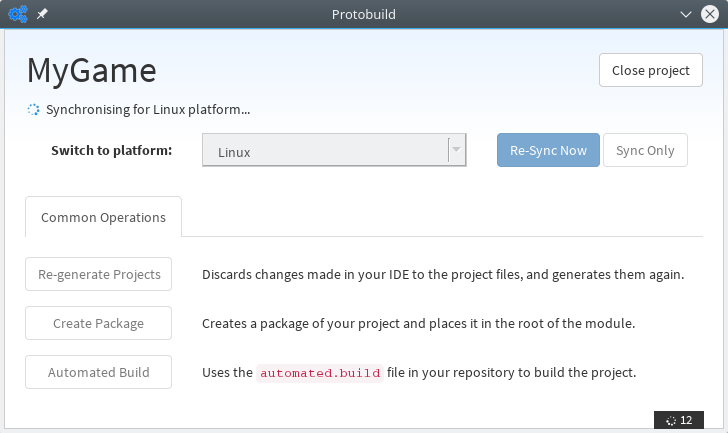 Protobuild
MyGame
Close project
Synchronising for Linux platform...
Switch to platform:
Linux
Re-Sync Now
Sync Only
Common Operations
Re-generate Projects
Discards changes made in your IDE to the project files, and generates them again.
Create Package
Creates a package of your project and places it in the root of the module.
Automated Build
Uses the automated.build file in your repository to build the project.
12